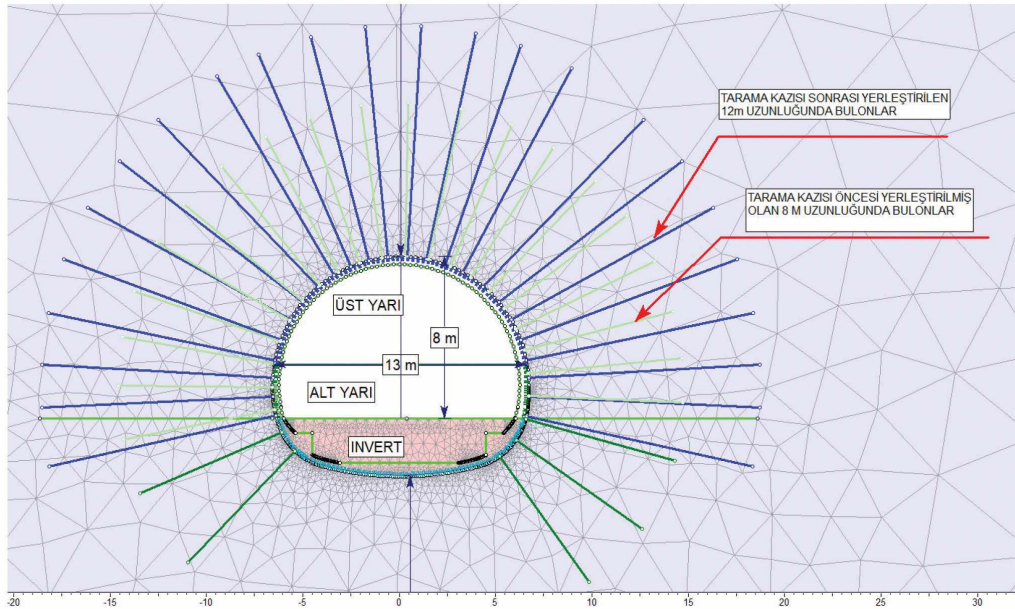 TARAMA KAZISI SONRASI YERLEŞTİRİLEN
12m UZUNLUĞUNDA BULONLAR
TARAMA KAZISI ÖNCESİ YERLEŞTİRİLMİŞ
OLAN 8 M UZUNLUĞUNDA BULONLAR
ÜST YARI
8 m
13 m
ALT YARI
INVERT
-20 -15 -10 -5 0 5 10 15 20 25 30